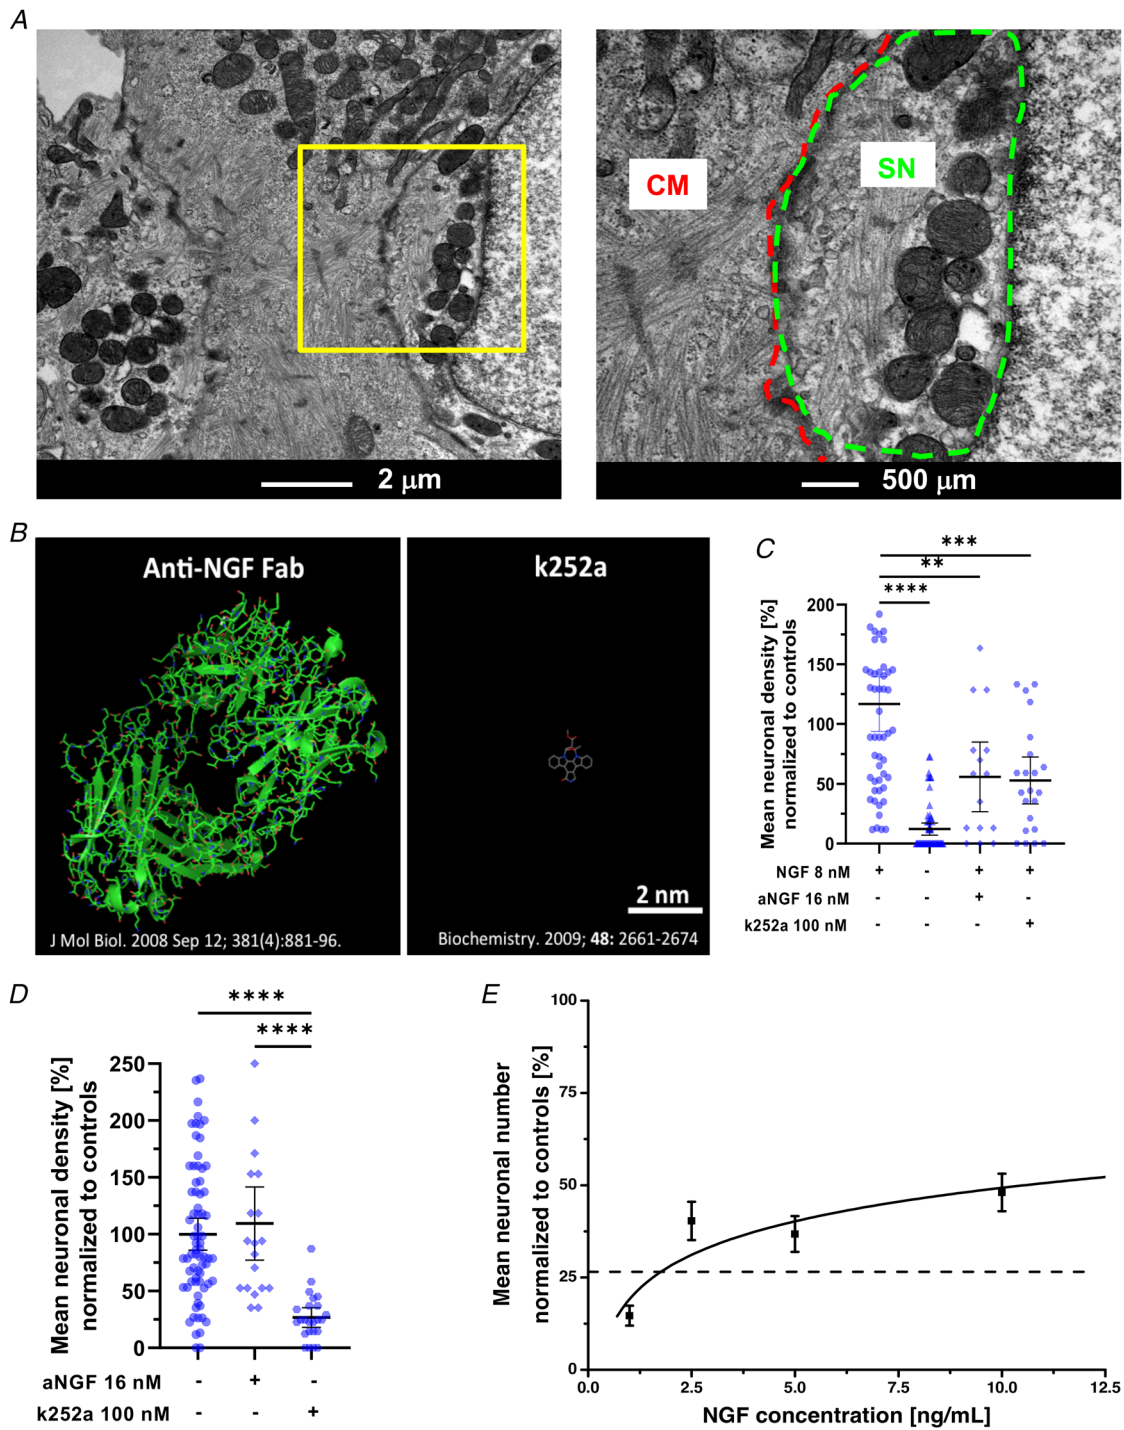 A
CM
SN
2 μm
500 μm
B
Anti-NGF Fab
k252a
2 nm
J Mol Biol. 2008 Sep 12; 381(4):881-96.
Biochemistry. 2009; 48: 2661-2674
C
***
**
****
Mean neuronal density [%]
normalized to controls
200
150
100
50
0
NGF 8 nM + - + +
aNGF 16 nM - - + -
k252a 100 nM - - - +
D
****
****
Mean neuronal density [%]
normalized to controls
250
200
150
100
50
0
aNGF 16 nM - + -
k252a 100 nM - - +
E
Mean neuronal number
normalized to controls [%]
100
75
50
25
0
0.0 2.5 5.0 7.5 10.0 12.5
NGF concentration [ng/mL]